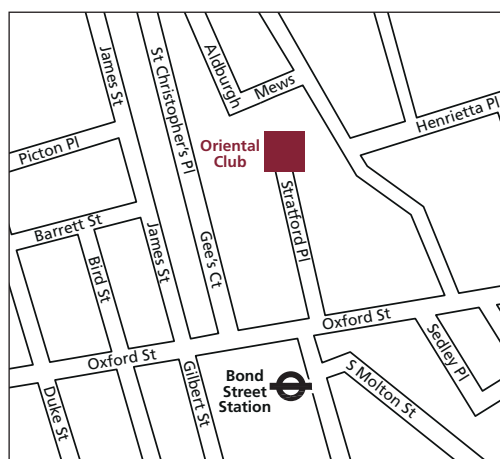 James St
St Christopher's Pl
Aldburgh
Mews
Henrietta Pl
Picton Pl
Oriental
Club
Stratford Pl
Barrett St
Bird St
James St
Gee's Ct
Oxford St
Oxford St
Sedley Pl
Gilbert St
Bond
Street
Station
S Molton St
Duke St